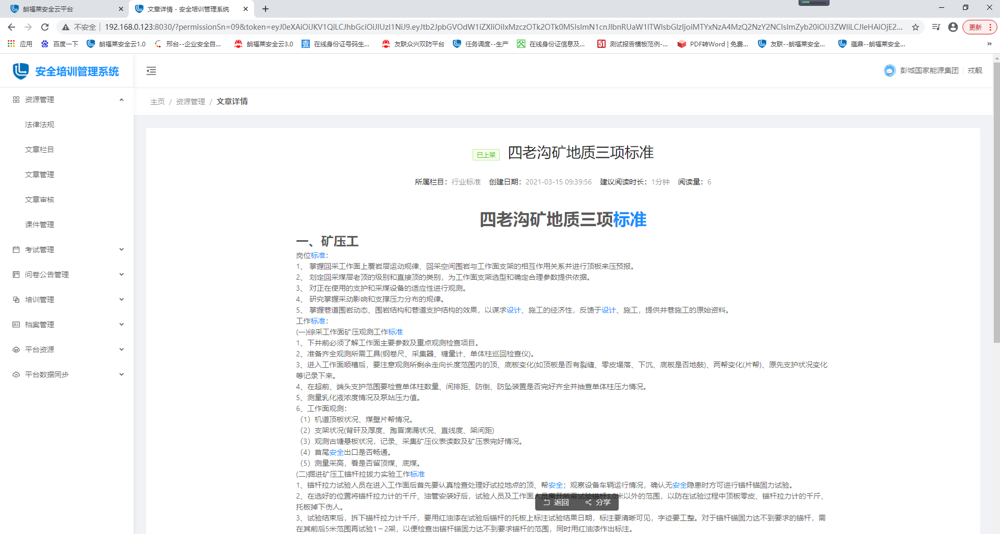 朗福莱安全云平台
文章详情 - 安全培训管理系统
不安全 192.168.0.123:8030/?permissionSn=09&token=eyJ0eXAiOiJKV1QiLCJhbGciOiJIUzI1NiJ9.eyJtb2JpbGVOdW1iZXIiOiIxMzczOTk2OTk0MSIsImN1cnJlbnRUaW1lTWlsbGlzIjoiMTYxNzA4MzQ2NzY2NCIsImZyb20iOiJ3ZWIiLCJleHAiOjE2...
更新
应用
百度一下
朗福莱安全云1.0
邢台--企业安全自...
朗福莱安全云3.0
在线身份证号码生...
友联众兴双防平台
任务调度--生产
在线身份证信息及...
测试报告模板范例-...
PDF转Word | 免费...
友联--朗福莱安全...
蕴鼎--朗福莱安全...
安全培训管理系统
彭城国家能源集团 戎靓
主页 / 资源管理 / 文章详情
资源管理
法律法规
文章栏目
文章管理
文章审核
课件管理
考试管理
问卷公告管理
培训管理
档案管理
平台资源
平台数据同步
已上架 四老沟矿地质三项标准
所属栏目：行业标准 创建日期：2021-03-15 09:39:56 建议阅读时长：1分钟 阅读量：6
四老沟矿地质三项标准
一、矿压工
岗位标准：
1、 掌握回采工作面上覆岩层运动规律、回采空间围岩与工作面支架的相互作用关系并进行顶板来压预报。
2、 划定回采煤层老顶的级别和直接顶的类别，为工作面支架选型和确定合理参数提供依据。
3、 对正在使用的支护和采煤设备的适应性进行观测。
4、 研究掌握采动影响和支撑压力分布的规律。
5、 掌握巷道围岩动态、围岩结构和巷道支护结构的效果，以谋求设计、施工的经济性，反馈于设计、施工，提供井巷施工的原始资料。
工作标准：
(一)综采工作面矿压观测工作标准
1、下井前必须了解工作面主要参数及重点观测检查项目。
2、准备齐全观测所需工具(钢卷尺、采集器、糖量计、单体柱巡回检查仪)。
3、进入工作面顺槽后，要注意观测所剩余走向长度范围内的顶、底板变化(如顶板是否有裂缝、零皮塌落、下沉、底板是否地鼓)、两帮变化(片帮)、原先支护状况变化
等记录下来。
4、在超前、端头支护范围要检查单体柱数量、间排距、防倒、防坠装置是否完好齐全并抽查单体柱压力情况。
5、测量乳化液浓度情况及泵站压力值。
6、工作面观测：
（1）机道顶板状况、煤壁片帮情况。
（2）支架状况(背矸及厚度、跑冒滴漏状况、直线度、架间距)
（3）观测古塘悬板状况，记录、采集矿压仪表读数及矿压表完好情况。
（4）首尾安全出口是否畅通。
（5）测量采高，看是否留顶煤、底煤。
(二)掘进矿压工锚杆拉拔力实验工作标准
1、锚杆拉力试验人员在进入工作面后首先要认真检查处理好试拉地点的顶、帮安全；观察设备车辆运行情况，确认无安全隐患时方可进行锚杆锚固力试验。
2、在选好的位置将锚杆拉力计的千斤、油管安装好后，试验人员及工作面人员离开所需试验锚杆1.0米以外的范围，以防在试验过程中顶板零皮、锚杆拉力计的千斤、
托板掉下伤人。
3、试验结束后，拆下锚杆拉力计千斤，要用红油漆在试验后锚杆的托板上标注试验结果日期，标注要清晰可见，字迹要工整。对于锚杆锚固力达不到要求的锚杆，需
在其前后5米范围再试验1～2架，以便检查出锚杆锚固力达不到要求锚杆的范围，同时用红油漆作出标注。
返回 分享